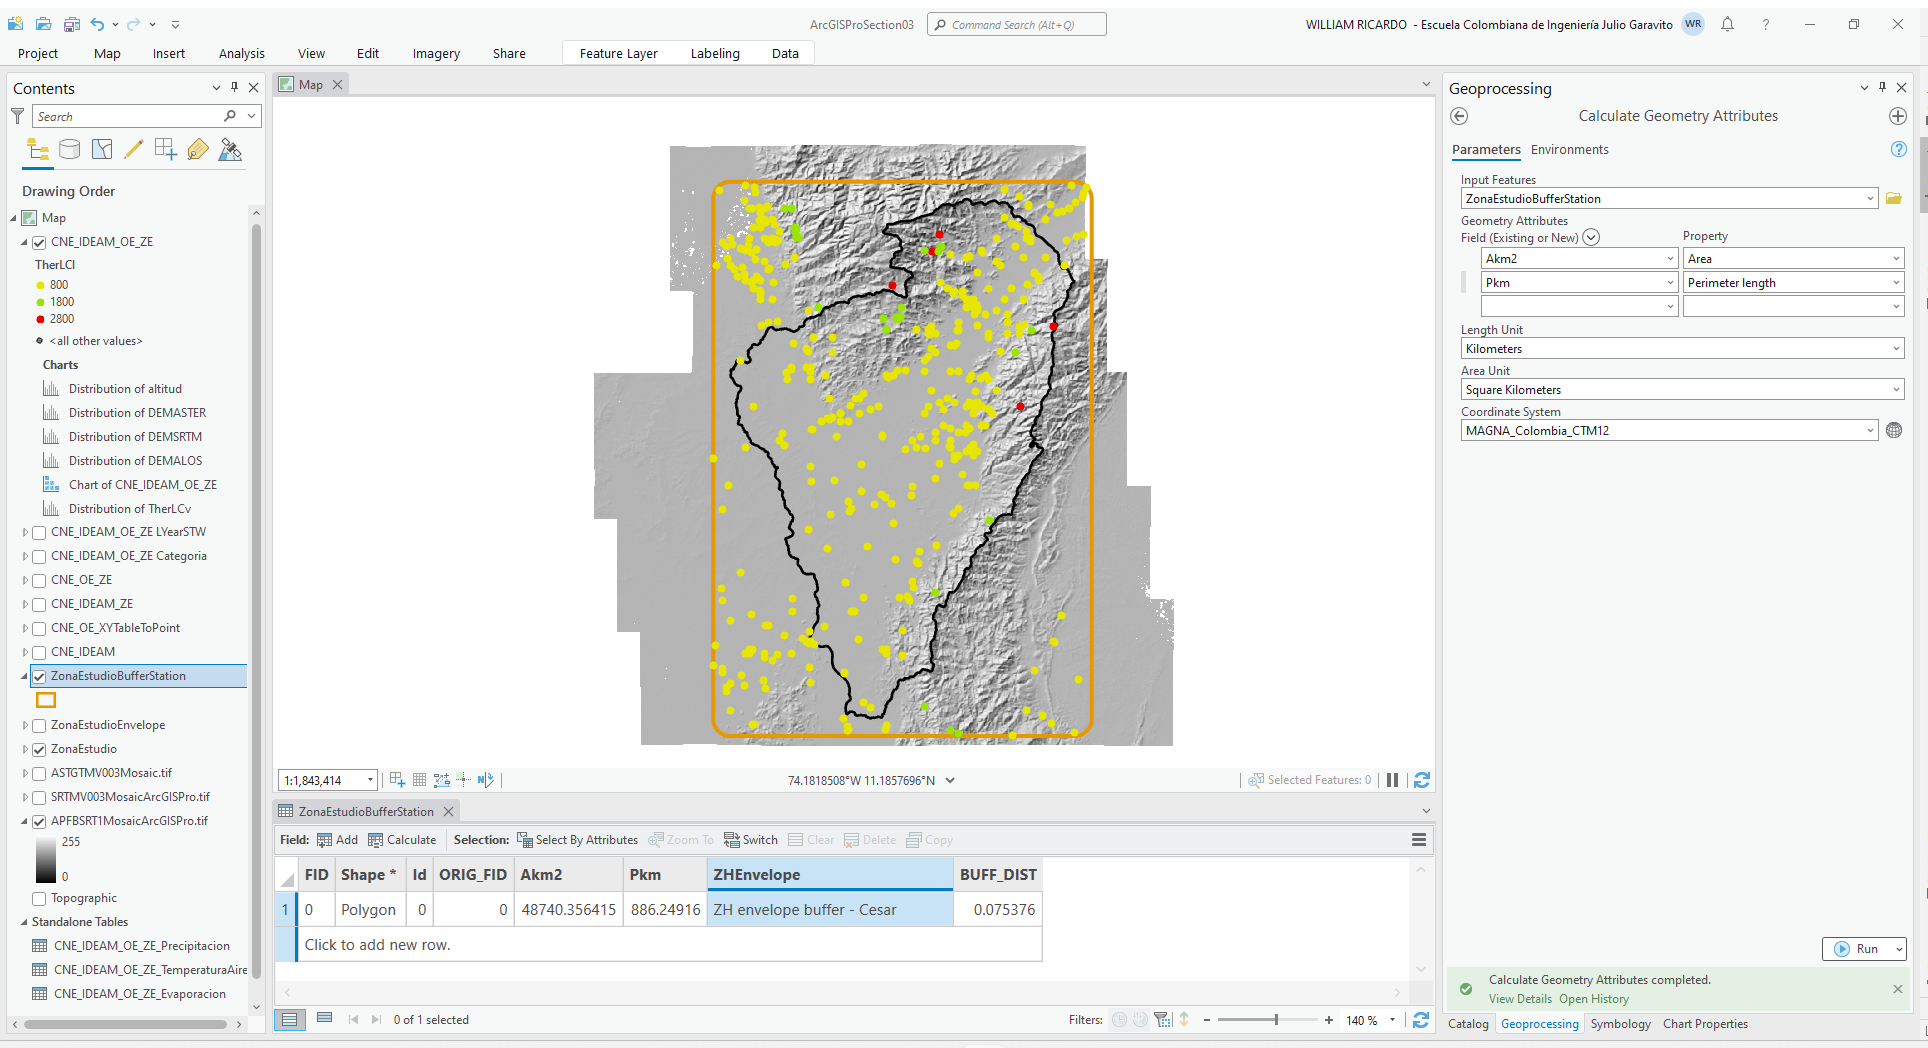 ArcGISProSection03
Command Search (Alt+Q)
WILLIAM RICARDO - Escuela Colombiana de Ingeniería Julio Garavito
WR
?
Project
Map
Insert
Analysis
View
Edit
Imagery
Share
Feature Layer
Labeling
Data
Contents
Search
Drawing Order
Map
CNE_IDEAM_OE_ZE
TherLCI
800
1800
2800
<all other values>
Charts
Distribution of altitud
Distribution of DEMASTER
Distribution of DEMSRTM
Distribution of DEMALOS
Chart of CNE_IDEAM_OE_ZE
Distribution of TherLCv
CNE_IDEAM_OE_ZE LYearSTW
CNE_IDEAM_OE_ZE Categoria
CNE_OE_ZE
CNE_IDEAM_ZE
CNE_OE_XYTableToPoint
CNE_IDEAM
ZonaEstudioBufferStation
ZonaEstudioEnvelope
ZonaEstudio
ASTGTMV003Mosaic.tif
SRTMV003MosaicArcGISPro.tif
APFBSRT1MosaicArcGISPro.tif
255
0
Topographic
Standalone Tables
CNE_IDEAM_OE_ZE_Precipitacion
CNE_IDEAM_OE_ZE_TemperaturaAire
CNE_IDEAM_OE_ZE_Evaporacion
Map
1:1,843,414
74.1818508°W 11.1857696°N
Selected Features: 0
ZonaEstudioBufferStation
Field: Add Calculate Selection: Select By Attributes Zoom To Switch Clear Delete Copy
FID Shape * Id ORIG_FID Akm2 Pkm ZHEnvelope BUFF_DIST
1 0 Polygon 0 0 48740.356415 886.24916 ZH envelope buffer - Cesar 0.075376
Click to add new row.
0 of 1 selected
Filters:
140 %
Geoprocessing
Calculate Geometry Attributes
Parameters Environments
?
Input Features
ZonaEstudioBufferStation
Geometry Attributes
Field (Existing or New) Property
Akm2 Area
Pkm Perimeter length
Length Unit
Kilometers
Area Unit
Square Kilometers
Coordinate System
MAGNA_Colombia_CTM12
Run
Calculate Geometry Attributes completed.
View Details Open History
Catalog Geoprocessing Symbology Chart Properties